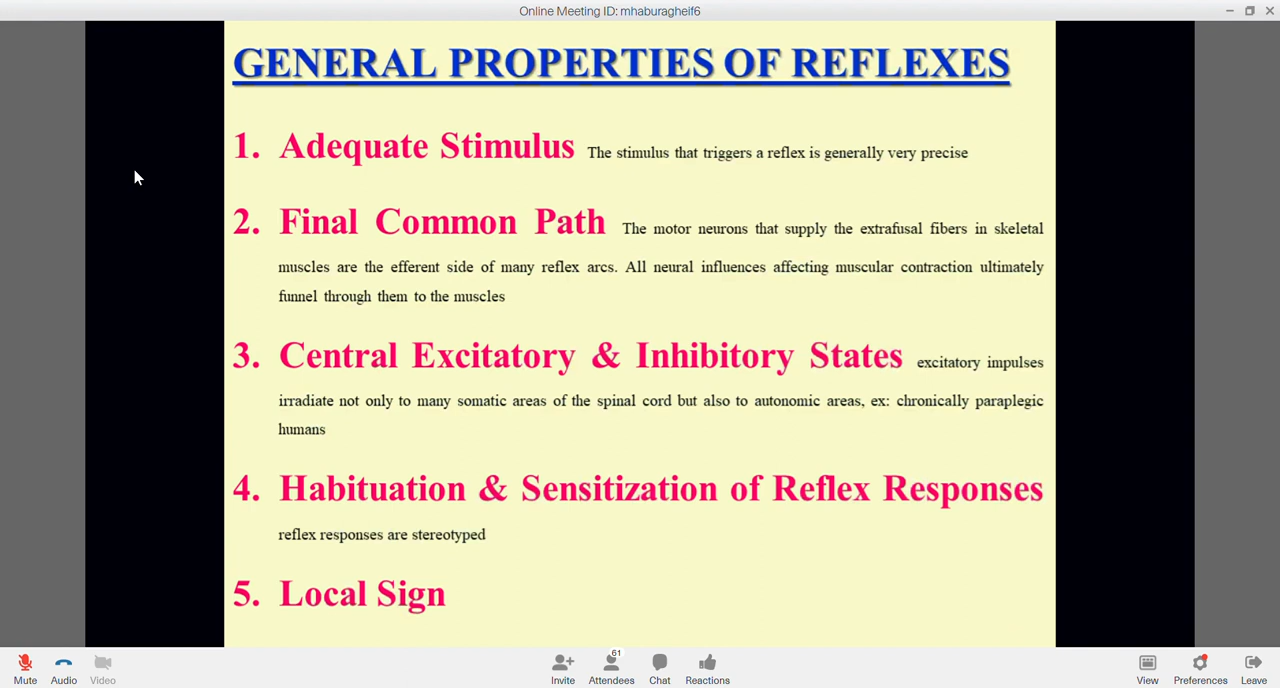 Online Meeting ID: mhaburagheif6
GENERAL PROPERTIES OF REFLEXES
1. Adequate Stimulus The stimulus that triggers a reflex is generally very precise
2. Final Common Path The motor neurons that supply the extrafusal fibers in skeletal
muscles are the efferent side of many reflex arcs. All neural influences affecting muscular contraction ultimately
funnel through them to the muscles
3. Central Excitatory & Inhibitory States excitatory impulses
irradiate not only to many somatic areas of the spinal cord but also to autonomic areas, ex: chronically paraplegic
humans
4. Habituation & Sensitization of Reflex Responses
reflex responses are stereotyped
5. Local Sign
61
Mute Audio Video Invite Attendees Chat Reactions View Preferences Leave